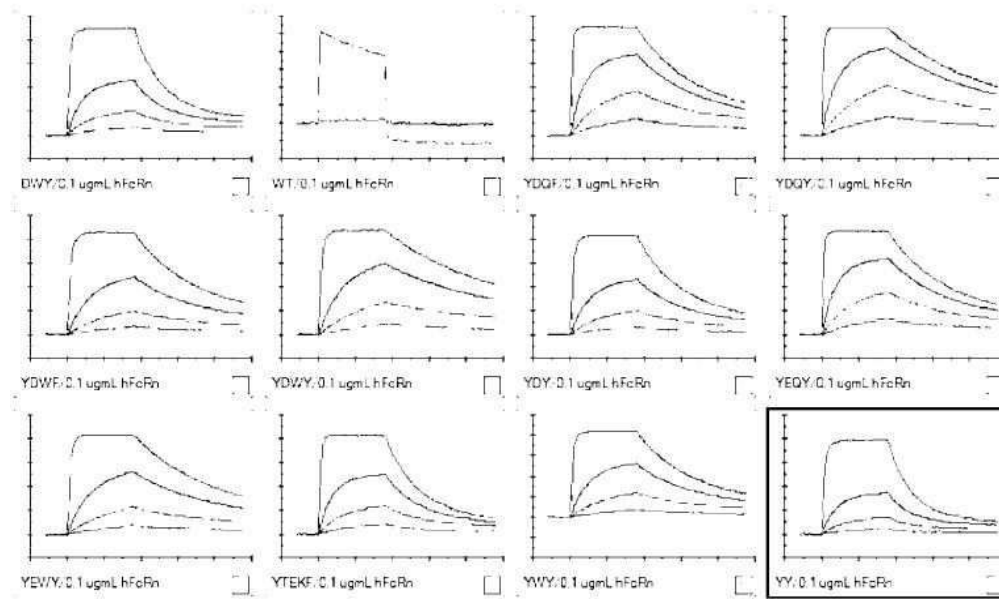 DWY/0.1 ugmL hFcRn
WT/0.1 ugmL hFcRn
YDQF/0.1 ugmL hFcRn
YDQY/0.1 ugmL hFcRn
YDWF/0.1 ugmL hFcRn
YDWY/0.1 ugmL hFcRn
YDY/0.1 ugmL hFcRn
YEQY/0.1 ugmL hFcRn
YEWY/0.1 ugmL hFcRn
YTEKF/0.1 ugmL hFcRn
YWY/0.1 ugmL hFcRn
YY/0.1 ugmL hFcRn